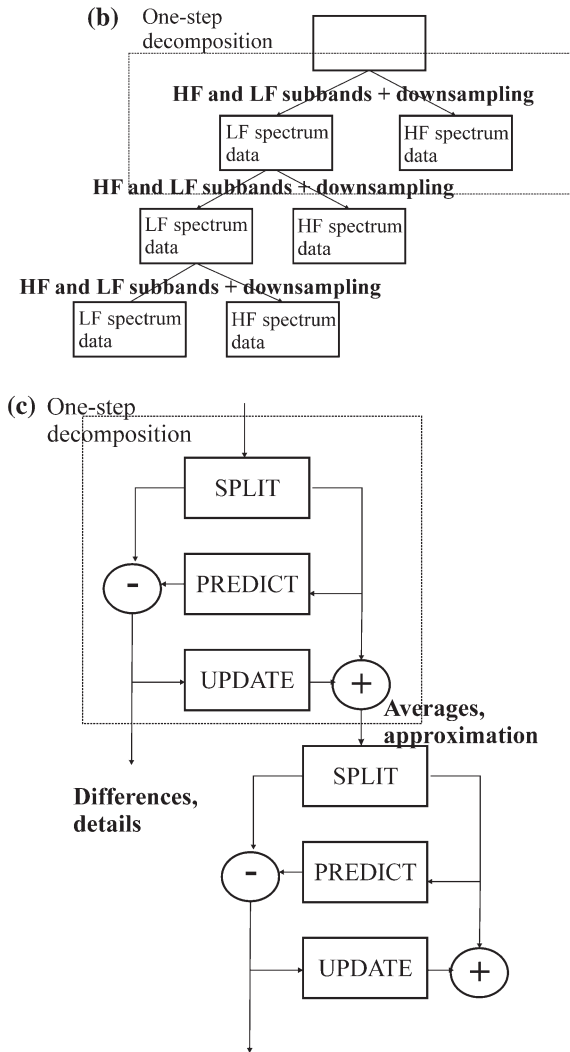 (b) One-step
decomposition
HF and LF subbands + downsampling
LF spectrum
data
HF spectrum
data
HF and LF subbands + downsampling
LF spectrum
data
HF spectrum
data
HF and LF subbands + downsampling
LF spectrum
data
HF spectrum
data
(c) One-step
decomposition
SPLIT
-
PREDICT
UPDATE
+
Averages,
approximation
SPLIT
Differences,
details
-
PREDICT
UPDATE
+